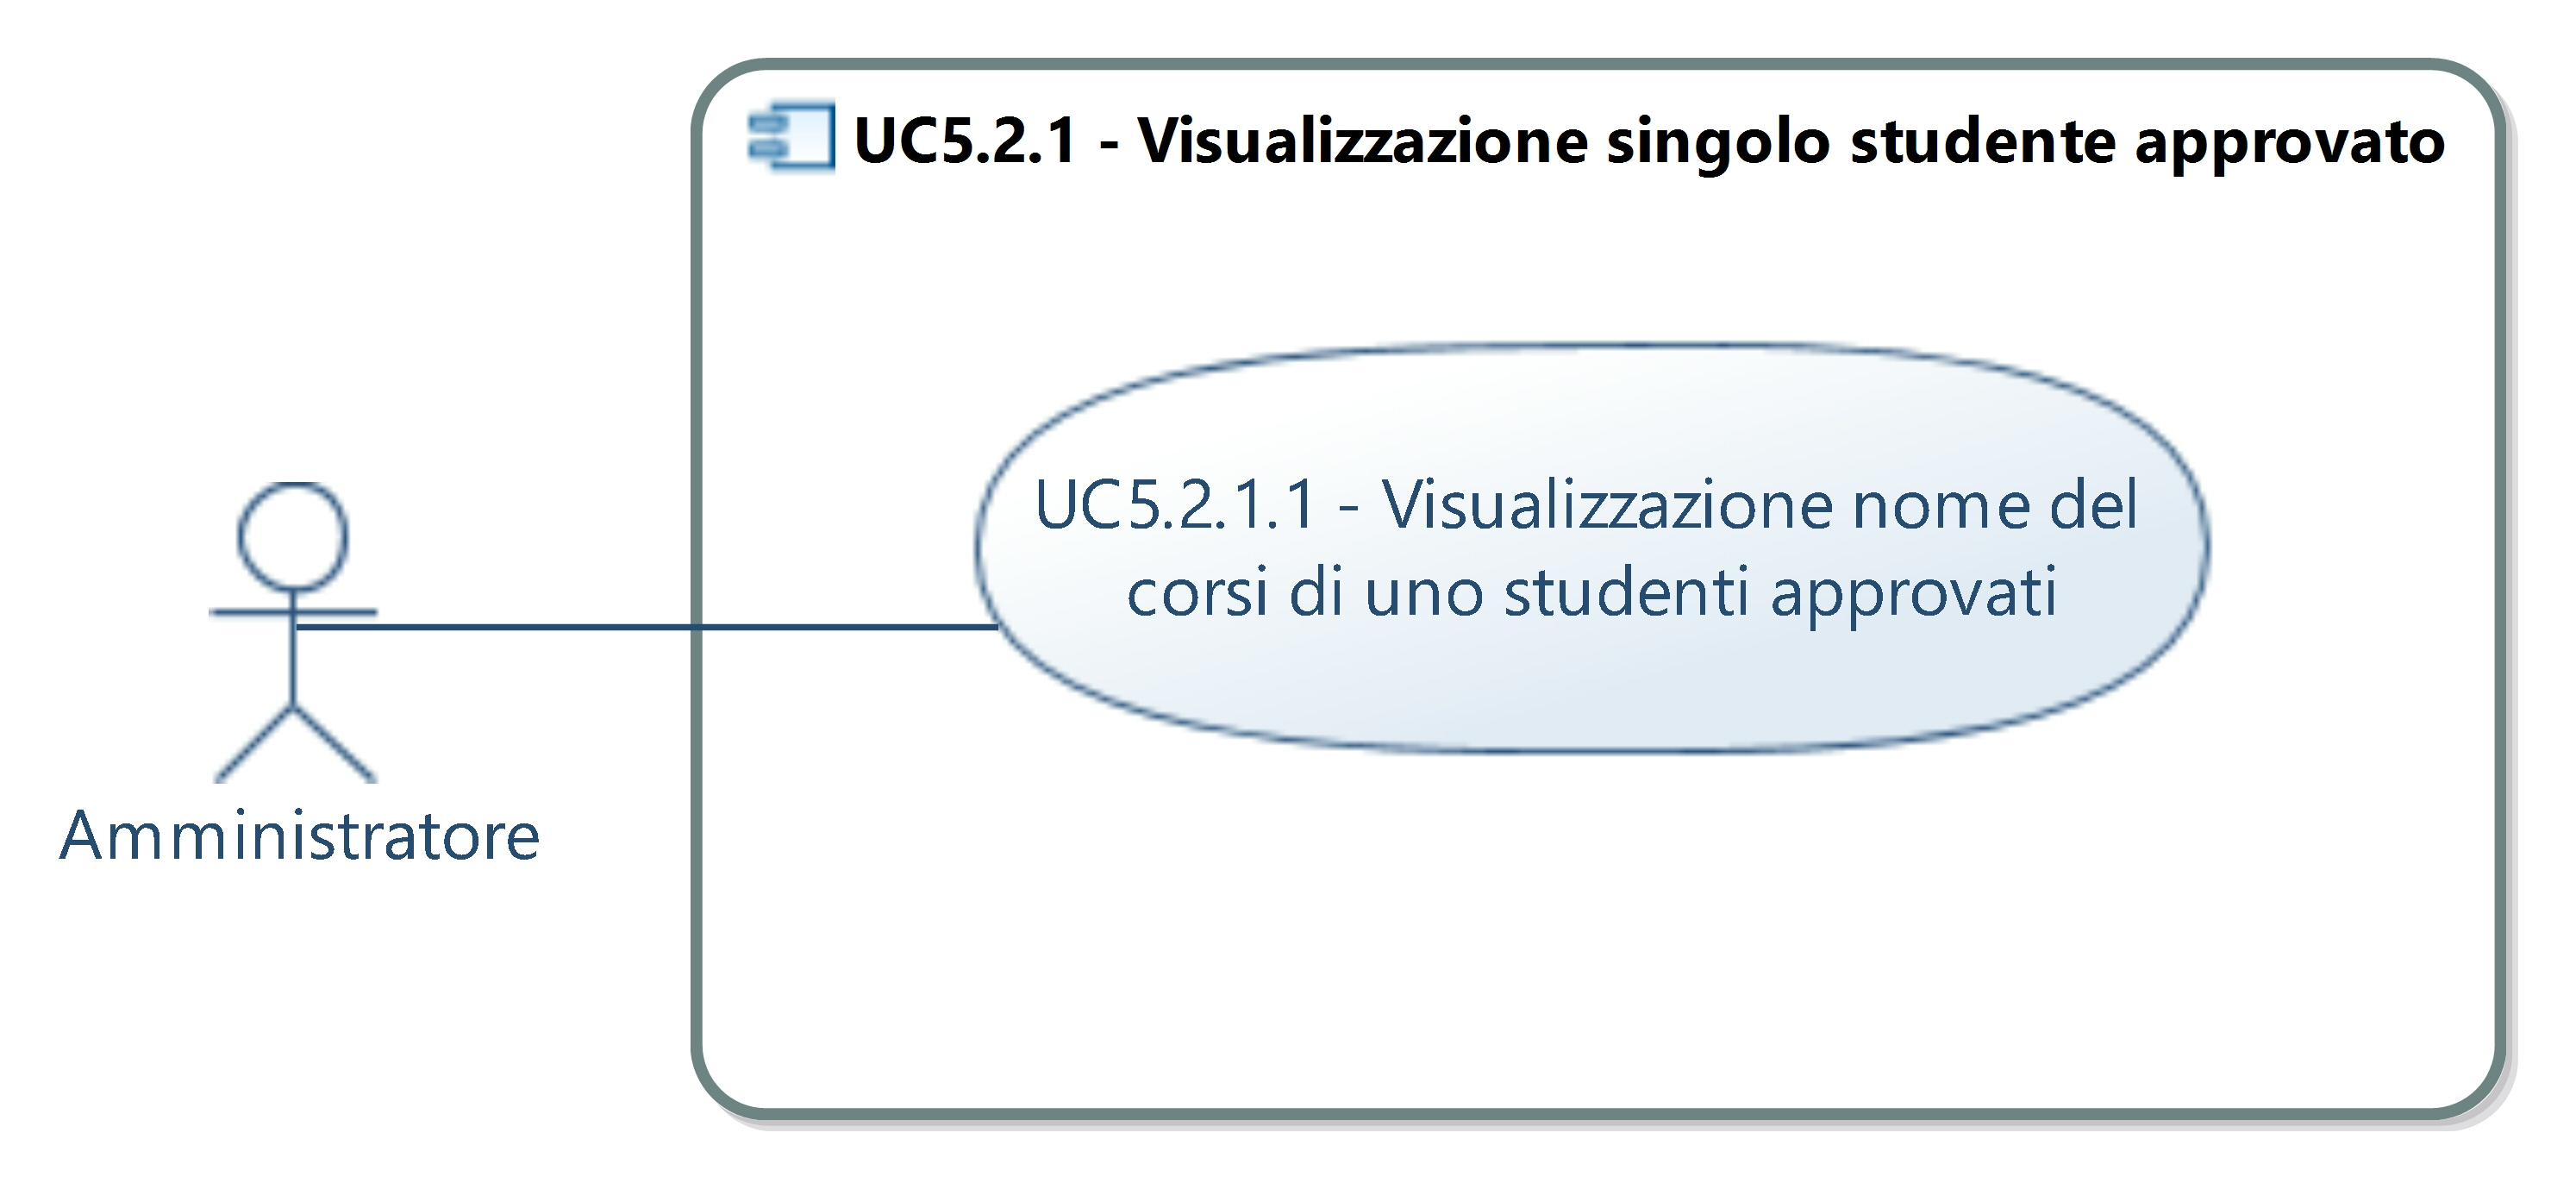 UC5.2.1 - Visualizzazione singolo studente approvato
UC5.2.1.1 - Visualizzazione nome del
corsi di uno studenti approvati
Amministratore